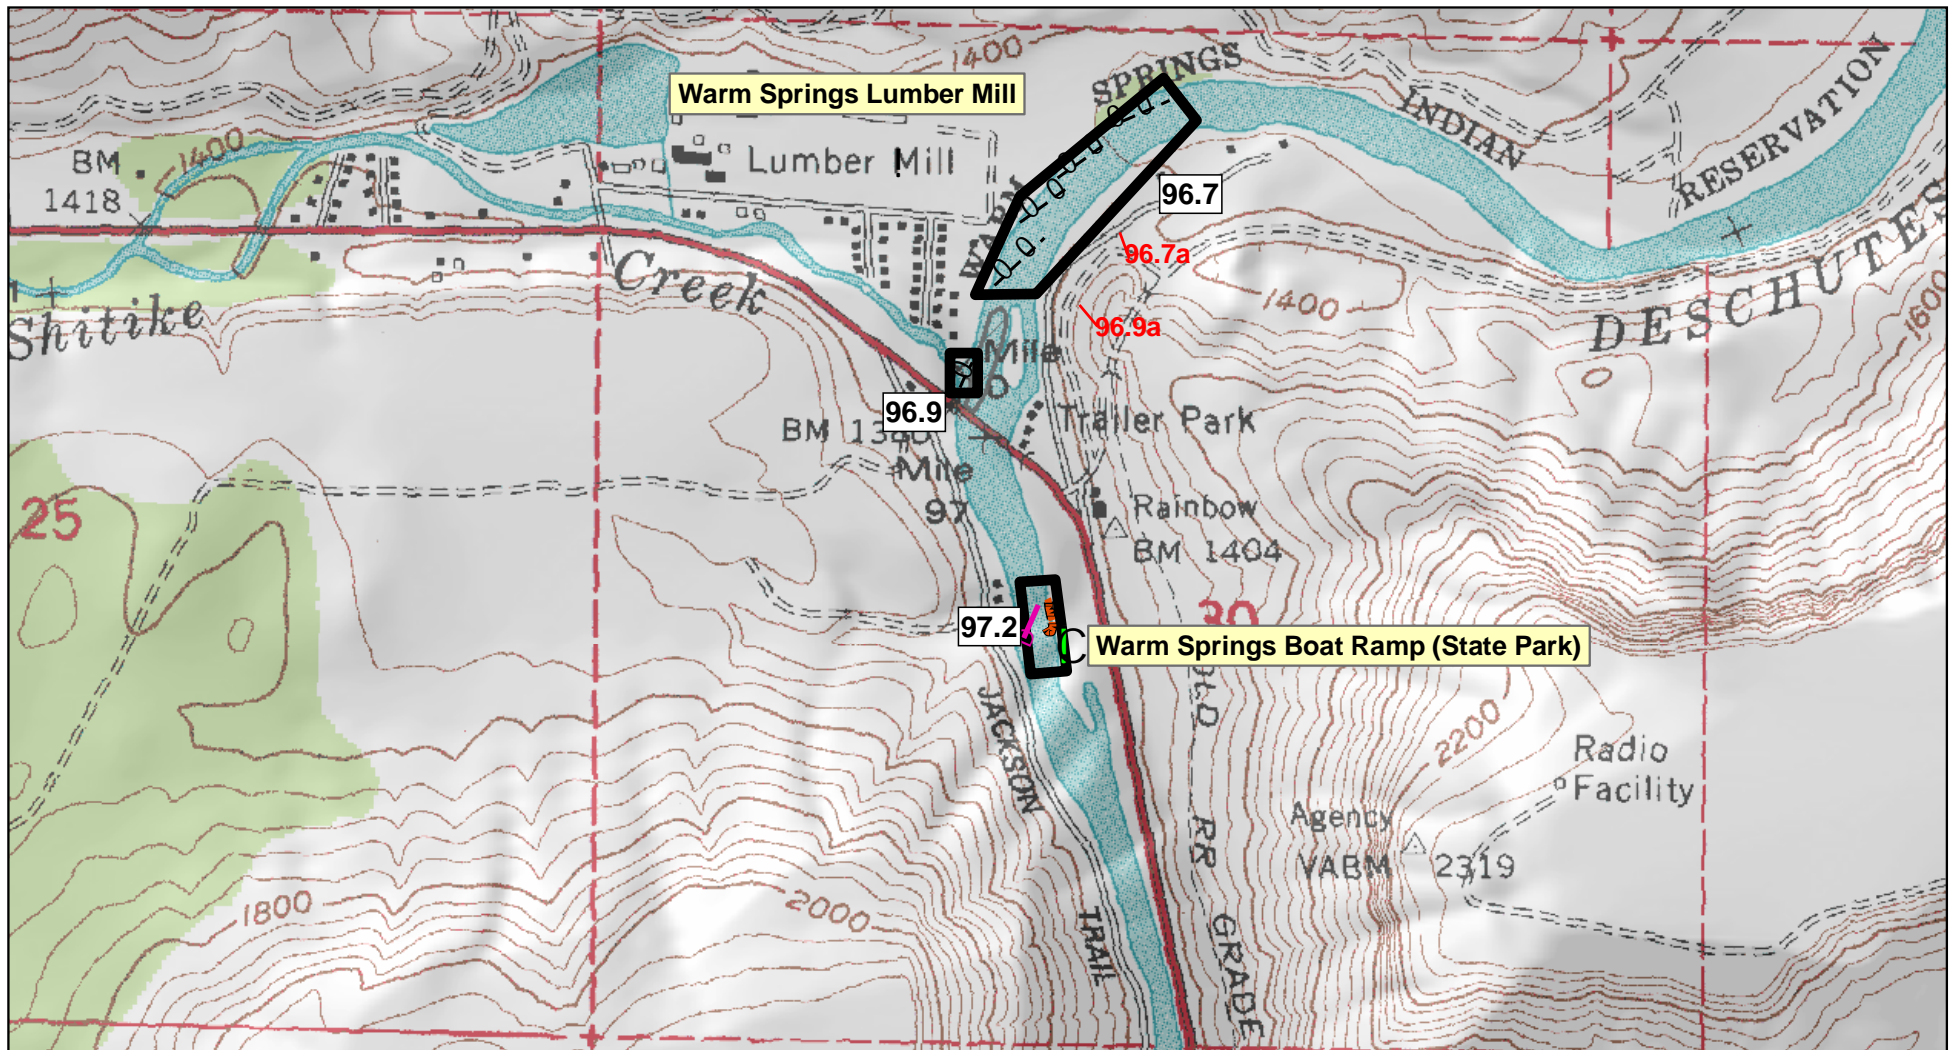 1400
SPRINGS
Warm Springs Lumber Mill
INDIAN
RESERVATION
BM
1418
1400
Lumber Mill
WARM
96.7
96.7a
DESCHUTES
Creek
1400
1600
Shitike
96.9a
Mile
0
96.9
BM
Trailer Park
Mile
97
25
Rainbow
BM 1404
30
97.2
C
Warm Springs Boat Ramp (State Park)
JACKSON
OLD
2200
Radio
Facility
Agency
VABM 2319
RR
1800
2000
TRAIL
GRADE